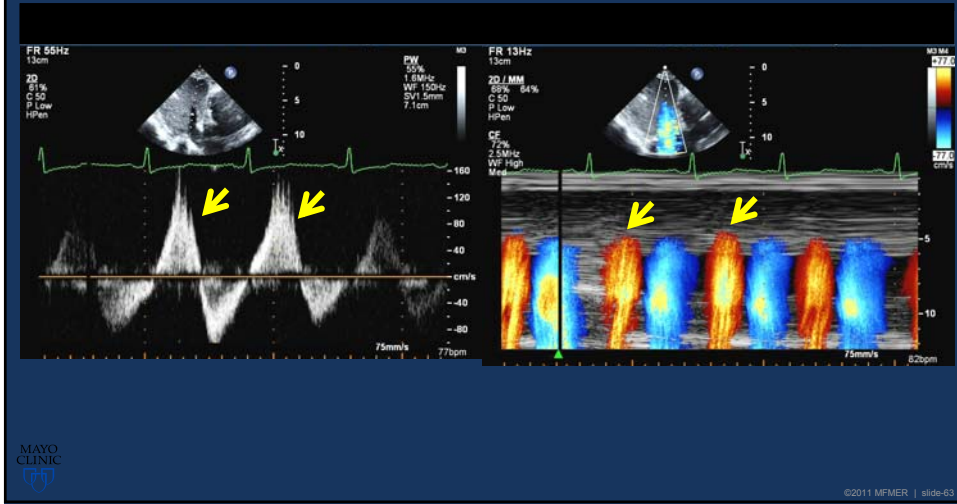 FR 55Hz
13cm
2D
61%
C 50
P Low
HPen
M3
PW
55%
1.6MHz
WF 150Hz
SV1.5mm
7.1cm
0
5
10
160
120
80
40
cm/s
-40
-80
75mm/s
77bpm
FR 13Hz
13cm
2D / MM
68% 64%
C 50
P Low
HPen
CF
72%
2.5MHz
WF High
Med
M3 M4
+77.0
-77.0
cm/s
0
5
10
5
10
75mm/s
82bpm
MAYO
CLINIC
©2011 MFMER | slide-63